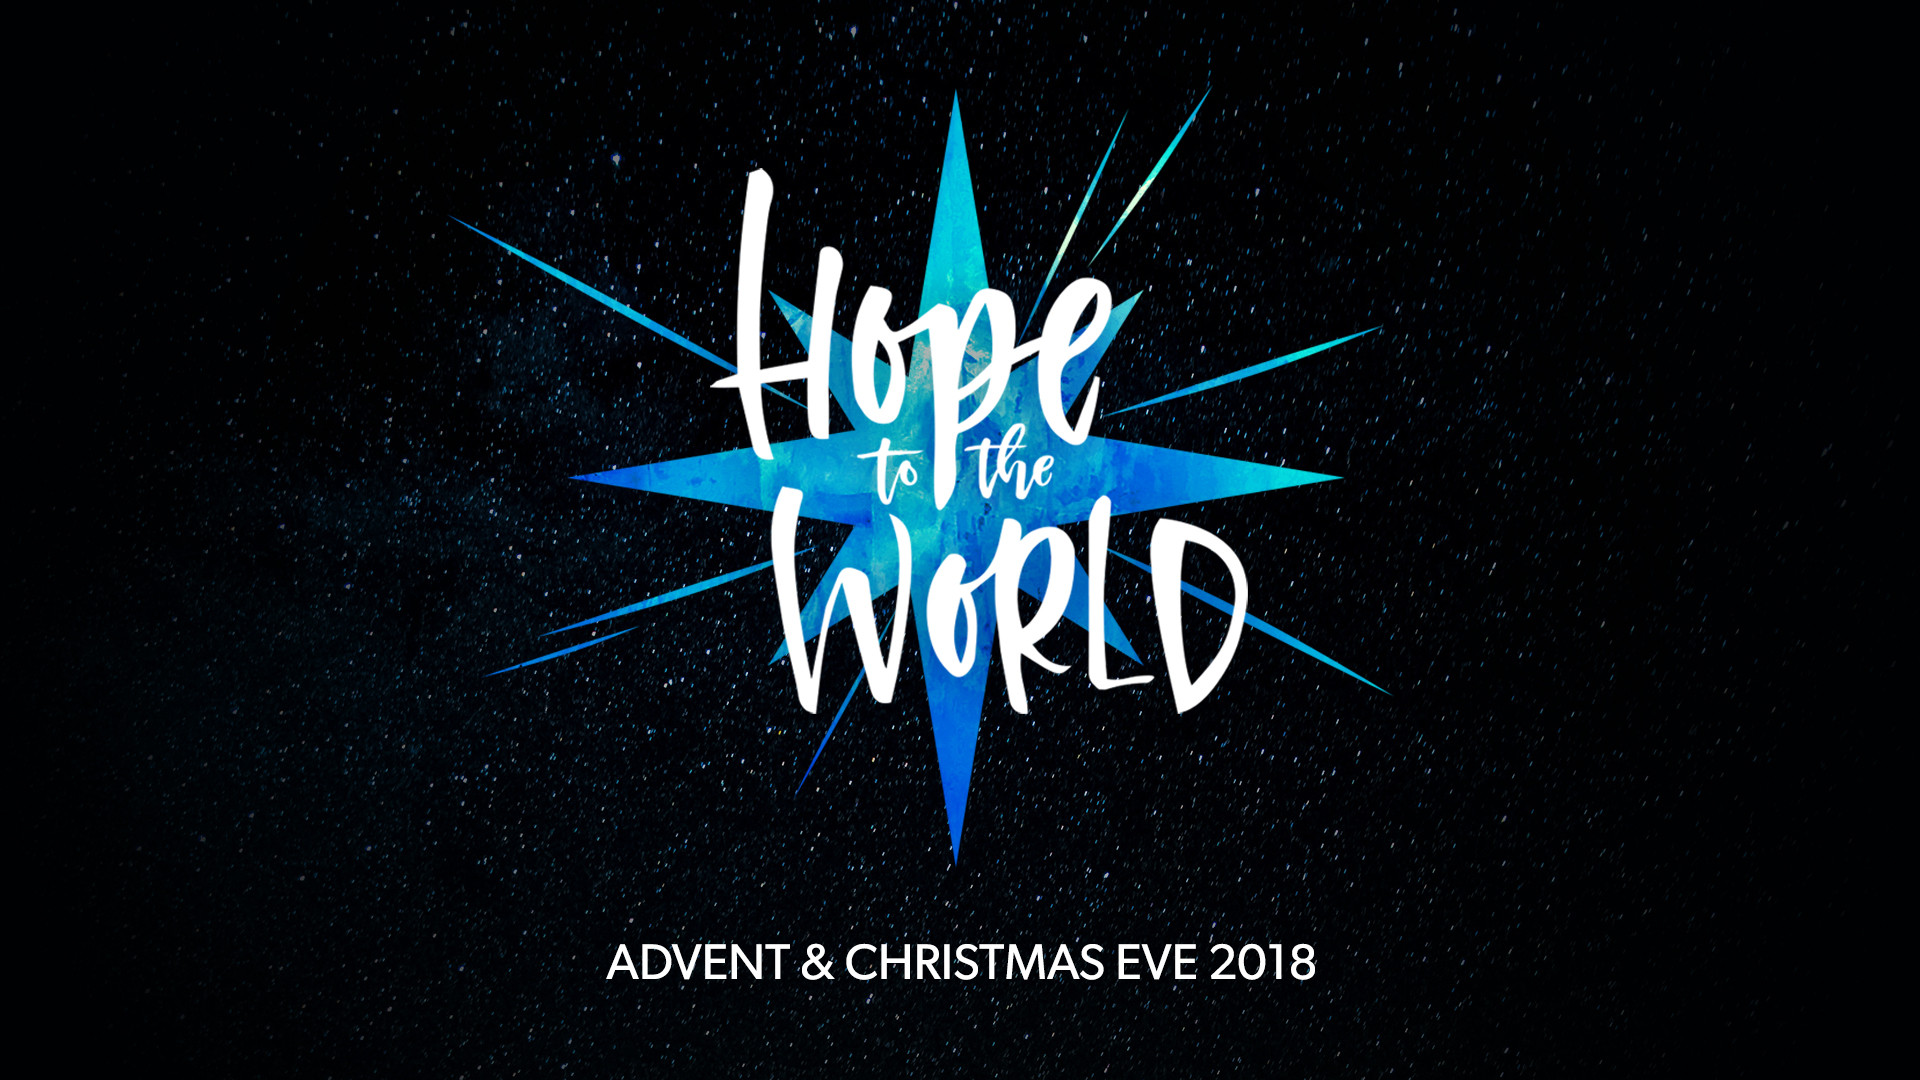 Hope
to the
WORLD
ADVENT & CHRISTMAS EVE 2018